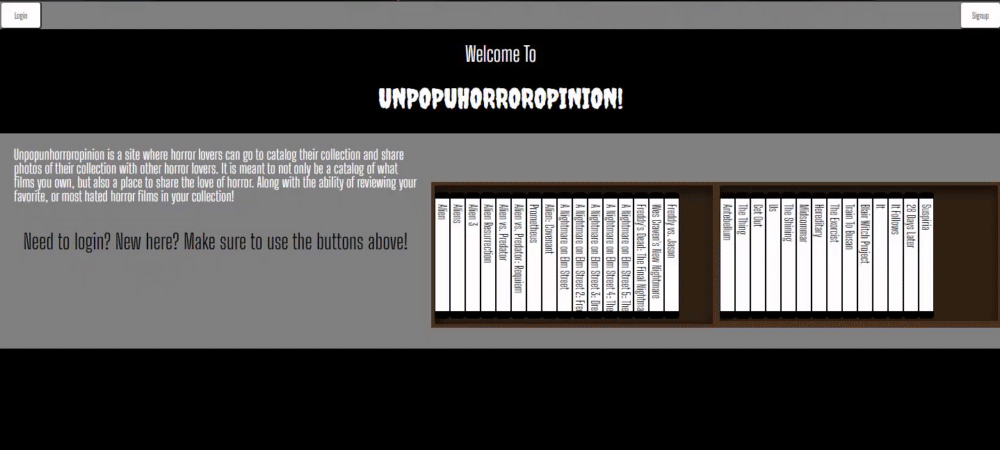 Login
Signup
Welcome To
UNPOPUHORROROPINION!
Unpopunhorroropinion is a site where horror lovers can go to catalog their collection and share
photos of their collection with other horror lovers. It is meant to not only be a catalog of what
films you own, but also a place to share the love of horror. Along with the ability of reviewing your
favorite, or most hated horror films in your collection!
Need to login? New here? Make sure to use the buttons above!
Alien
Aliens
Alien 3
Alien Resurrection
Alien vs. Predator
Alien vs. Predator: Requiem
Prometheus
Alien: Covenant
A Nightmare on Elm Street
A Nightmare on Elm Street 2: Fre
A Nightmare on Elm Street 3: Dre
A Nightmare on Elm Street 4: The
A Nightmare on Elm Street 5: The
Freddy's Dead: The Final Nightma
Wes Craven's New Nightmare
Freddy vs. Jason
Antebellum
The Thing
Get Out
Us
The Shining
Midsommar
Hereditary
The Exorcist
Train To Busan
Blair Witch Project
It
It Follows
28 Days Later
Suspiria